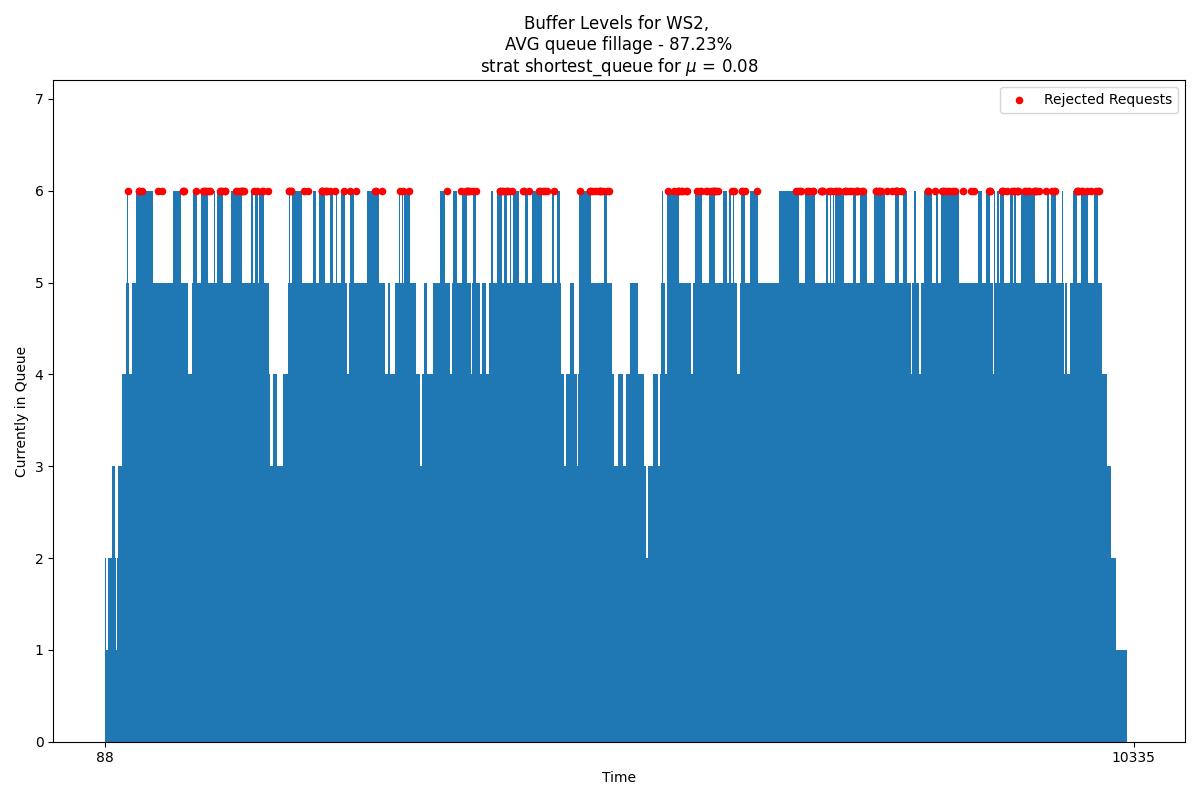 Buffer Levels for WS2,
AVG queue fillage - 87.23%
strat shortest_queue for μ = 0.08
Rejected Requests
7
6
5
4
3
2
1
0
Currently in Queue
88
10335
Time